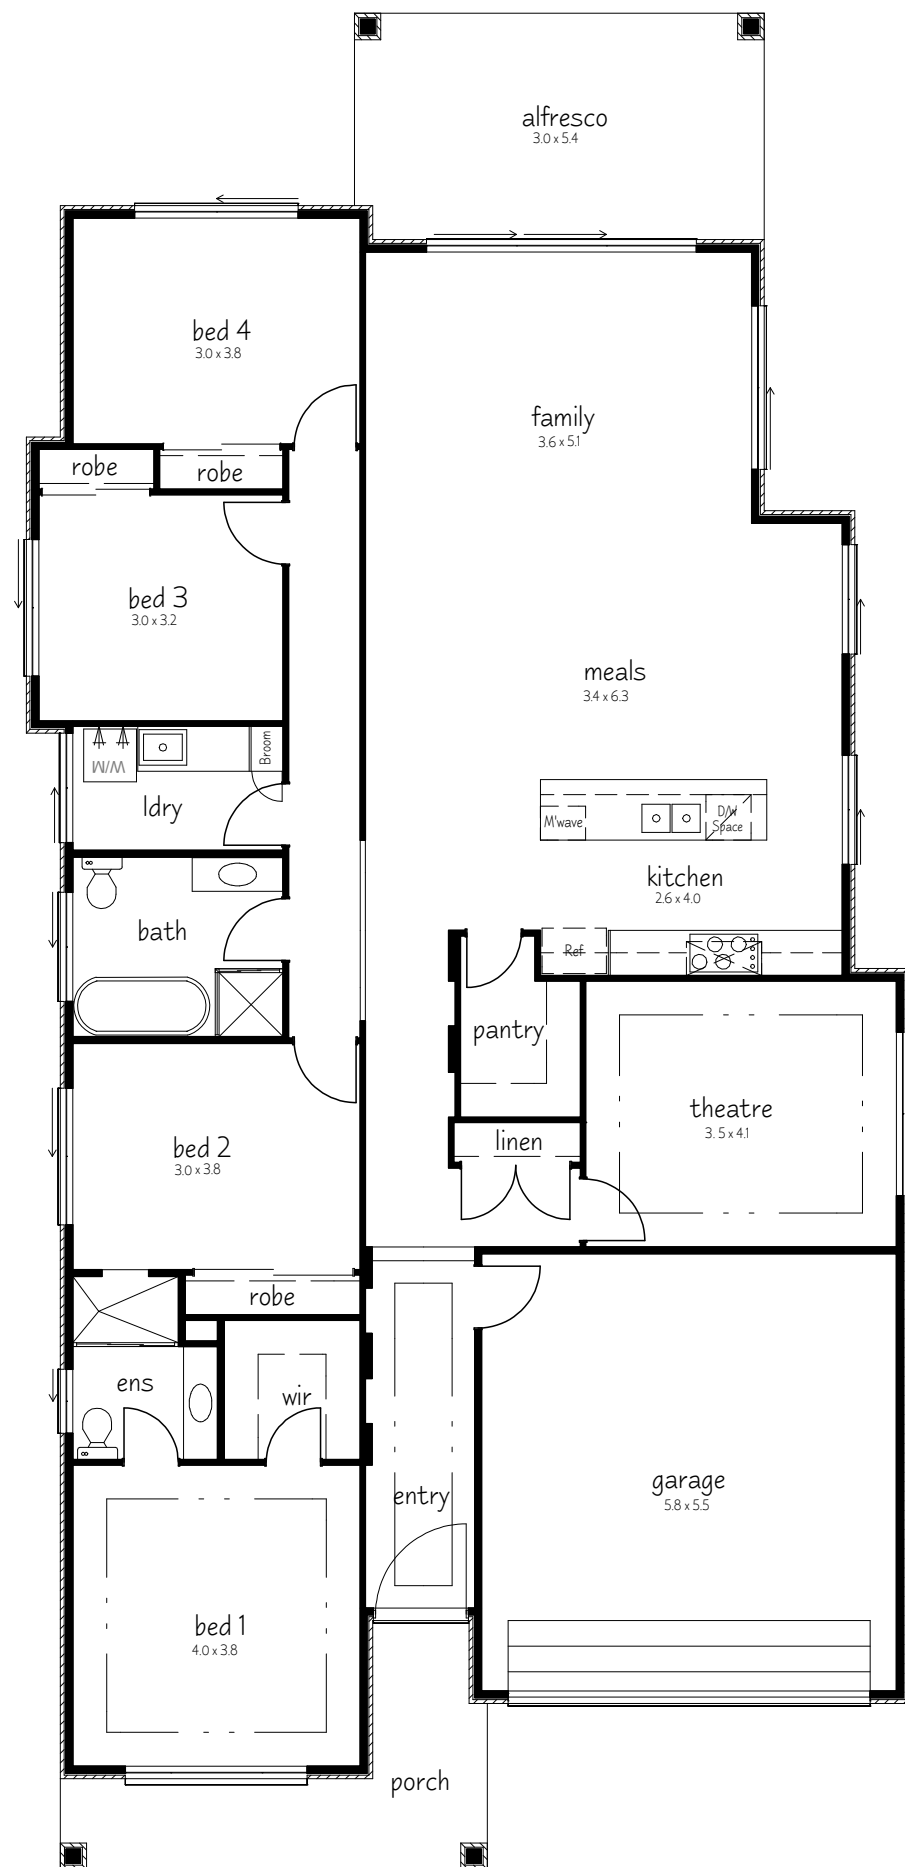 alfresco
3.0 x 5.4
bed 4
3.0 x 3.8
family
3.6 x 5.1
robe
robe
bed 3
3.0 x 3.2
meals
3.4 x 6.3
W/M
Broom
ldry
M'wave
D/W
Space
kitchen
2.6 x 4.0
bath
Ref
pantry
theatre
3.5 x 4.1
linen
bed 2
3.0 x 3.8
robe
ens
wir
entry
garage
5.8 x 5.5
bed 1
4.0 x 3.8
porch